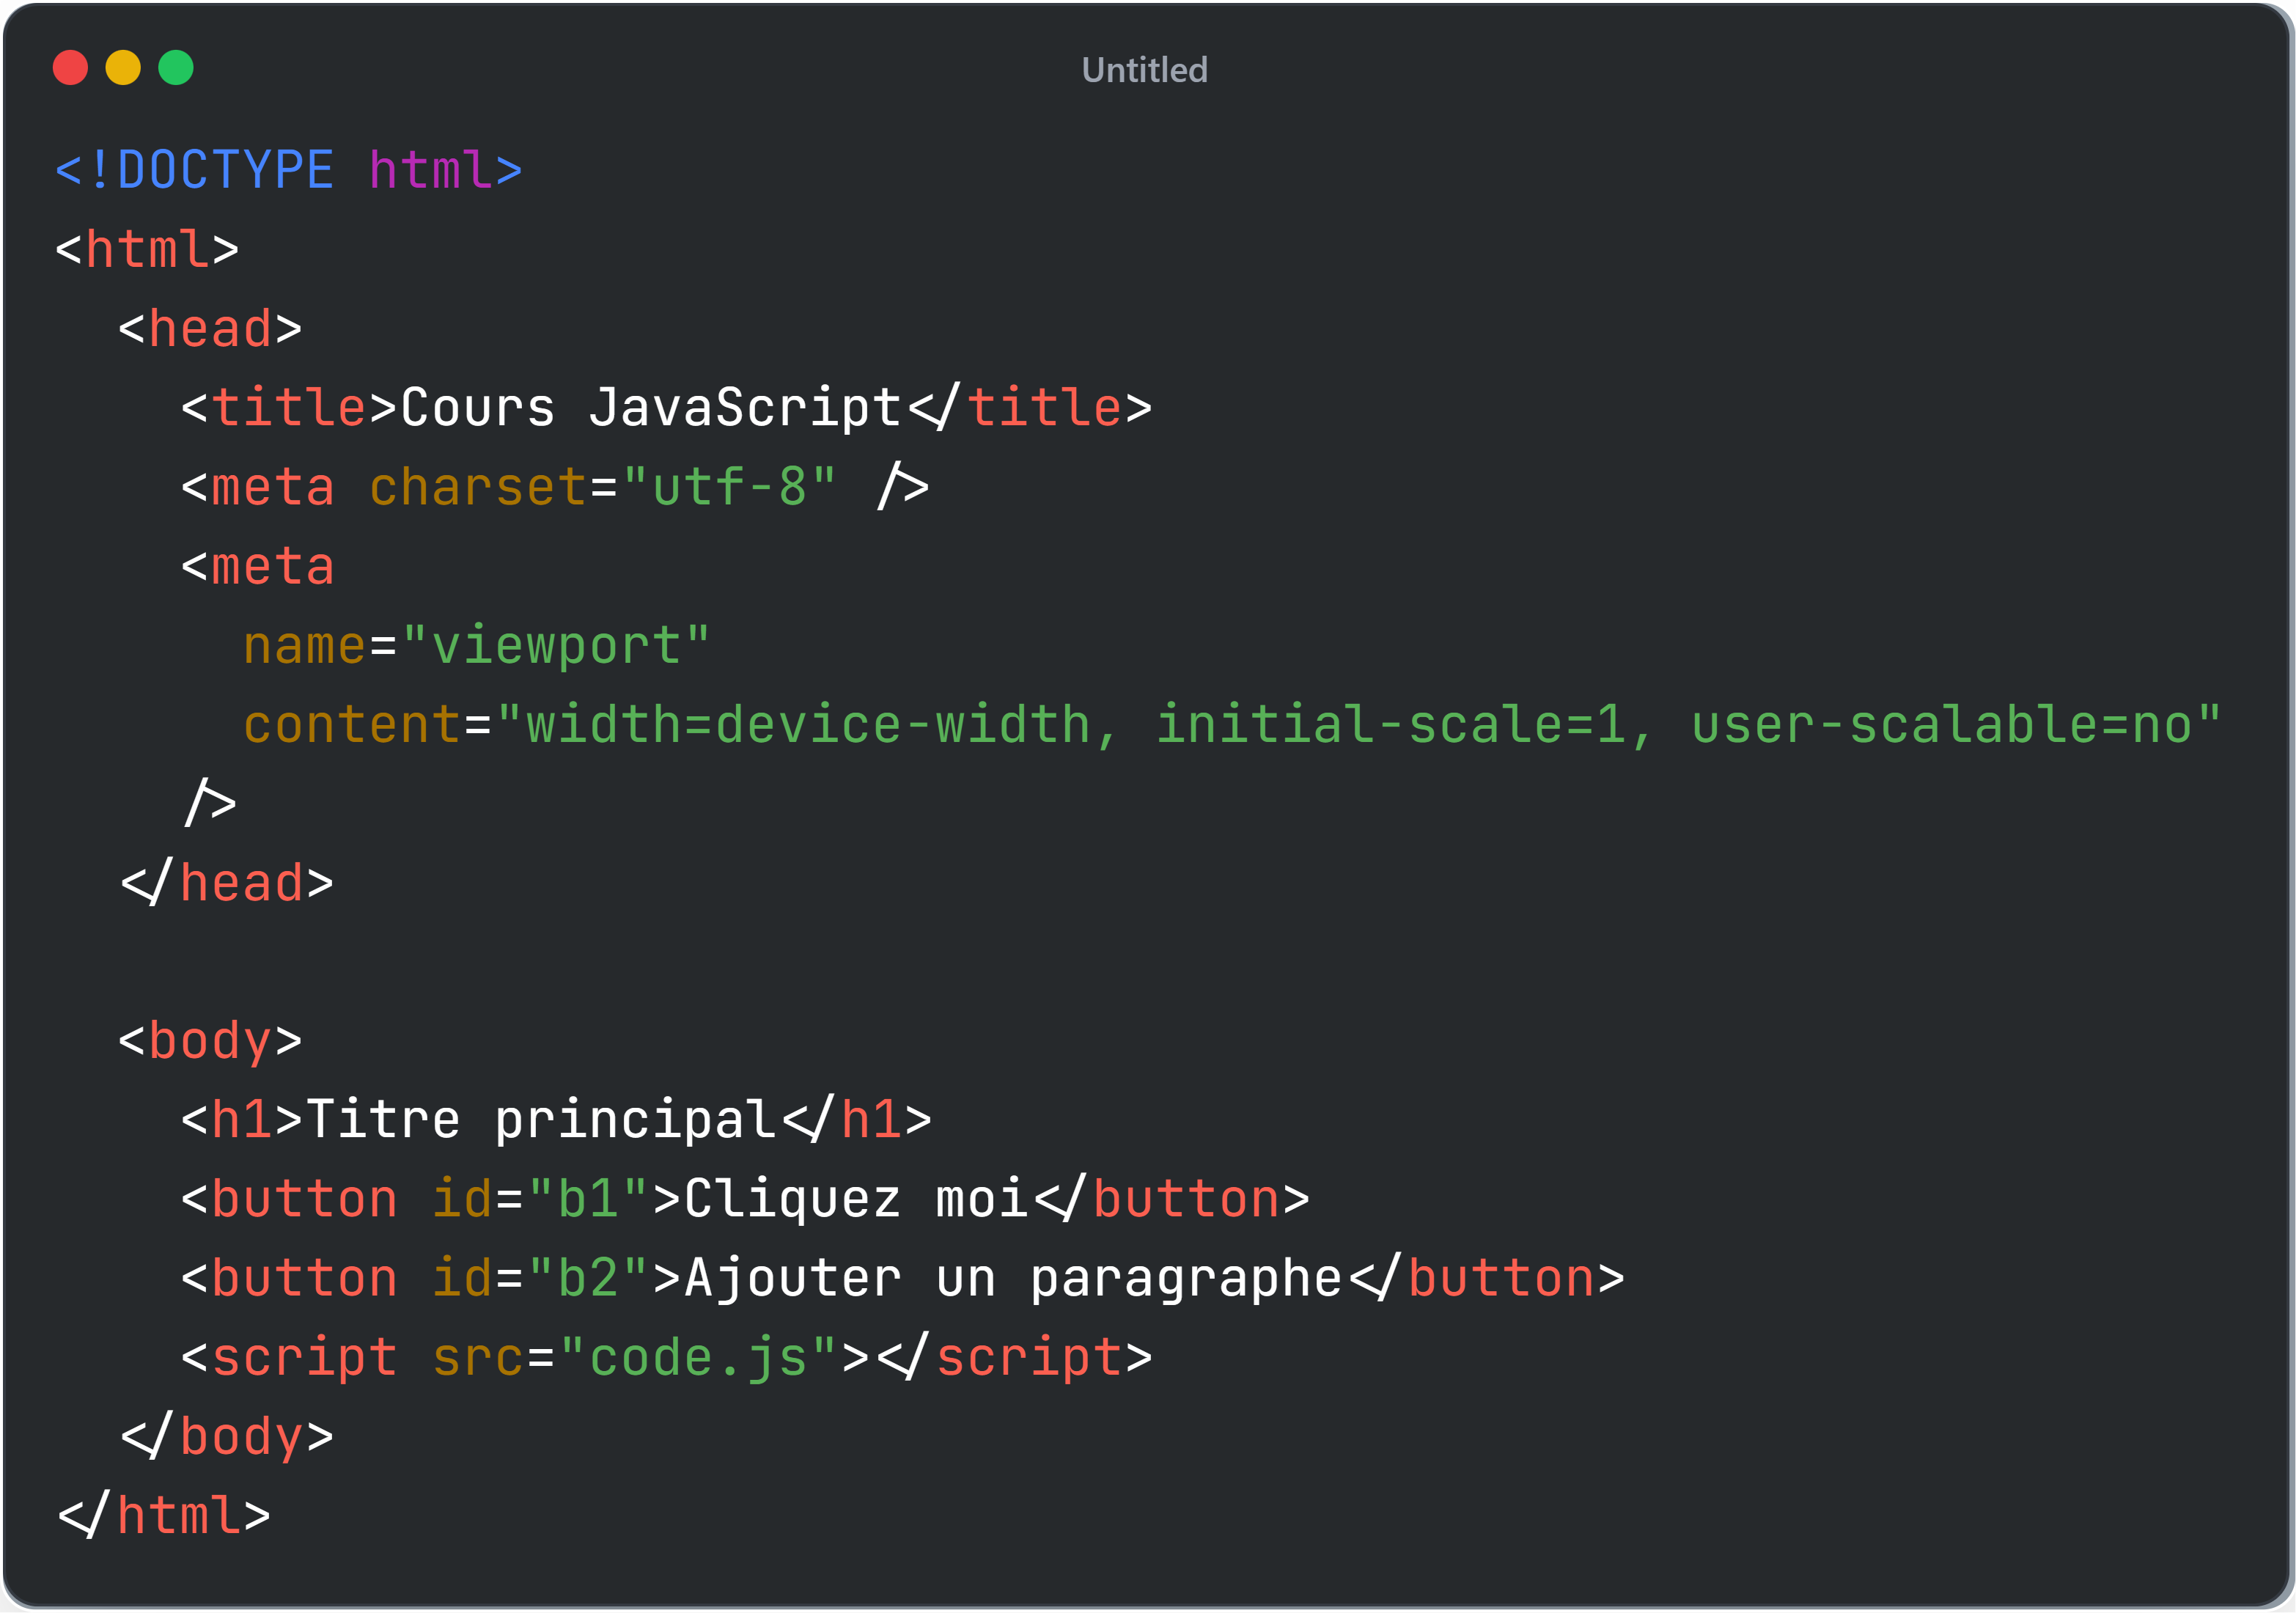 Untitled
<!DOCTYPE html>
<html>
  <head>
    <title>Cours JavaScript</title>
    <meta charset="utf-8" />
    <meta
      name="viewport"
      content="width=device-width, initial-scale=1, user-scalable=no"
    />
  </head>

  <body>
    <h1>Titre principal</h1>
    <button id="b1">Cliquez moi</button>
    <button id="b2">Ajouter un paragraphe</button>
    <script src="code.js"></script>
  </body>
</html>